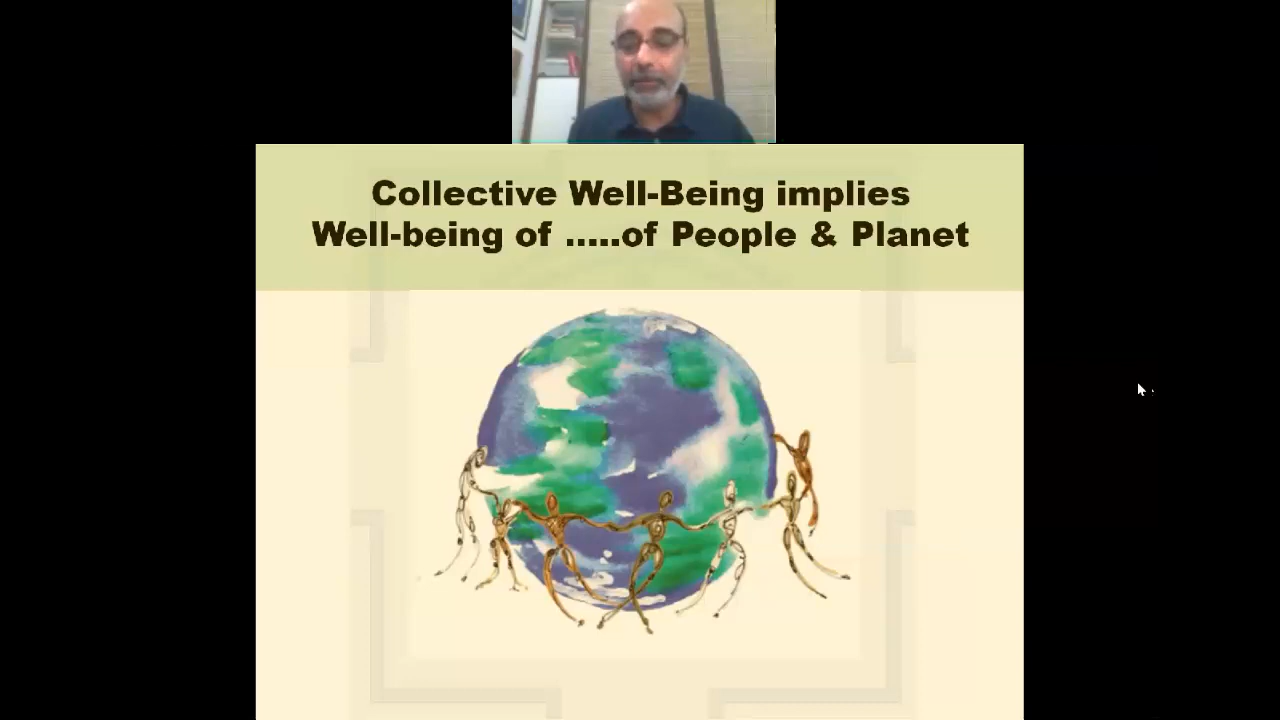 Collective Well-Being implies
Well-being of .....of People & Planet